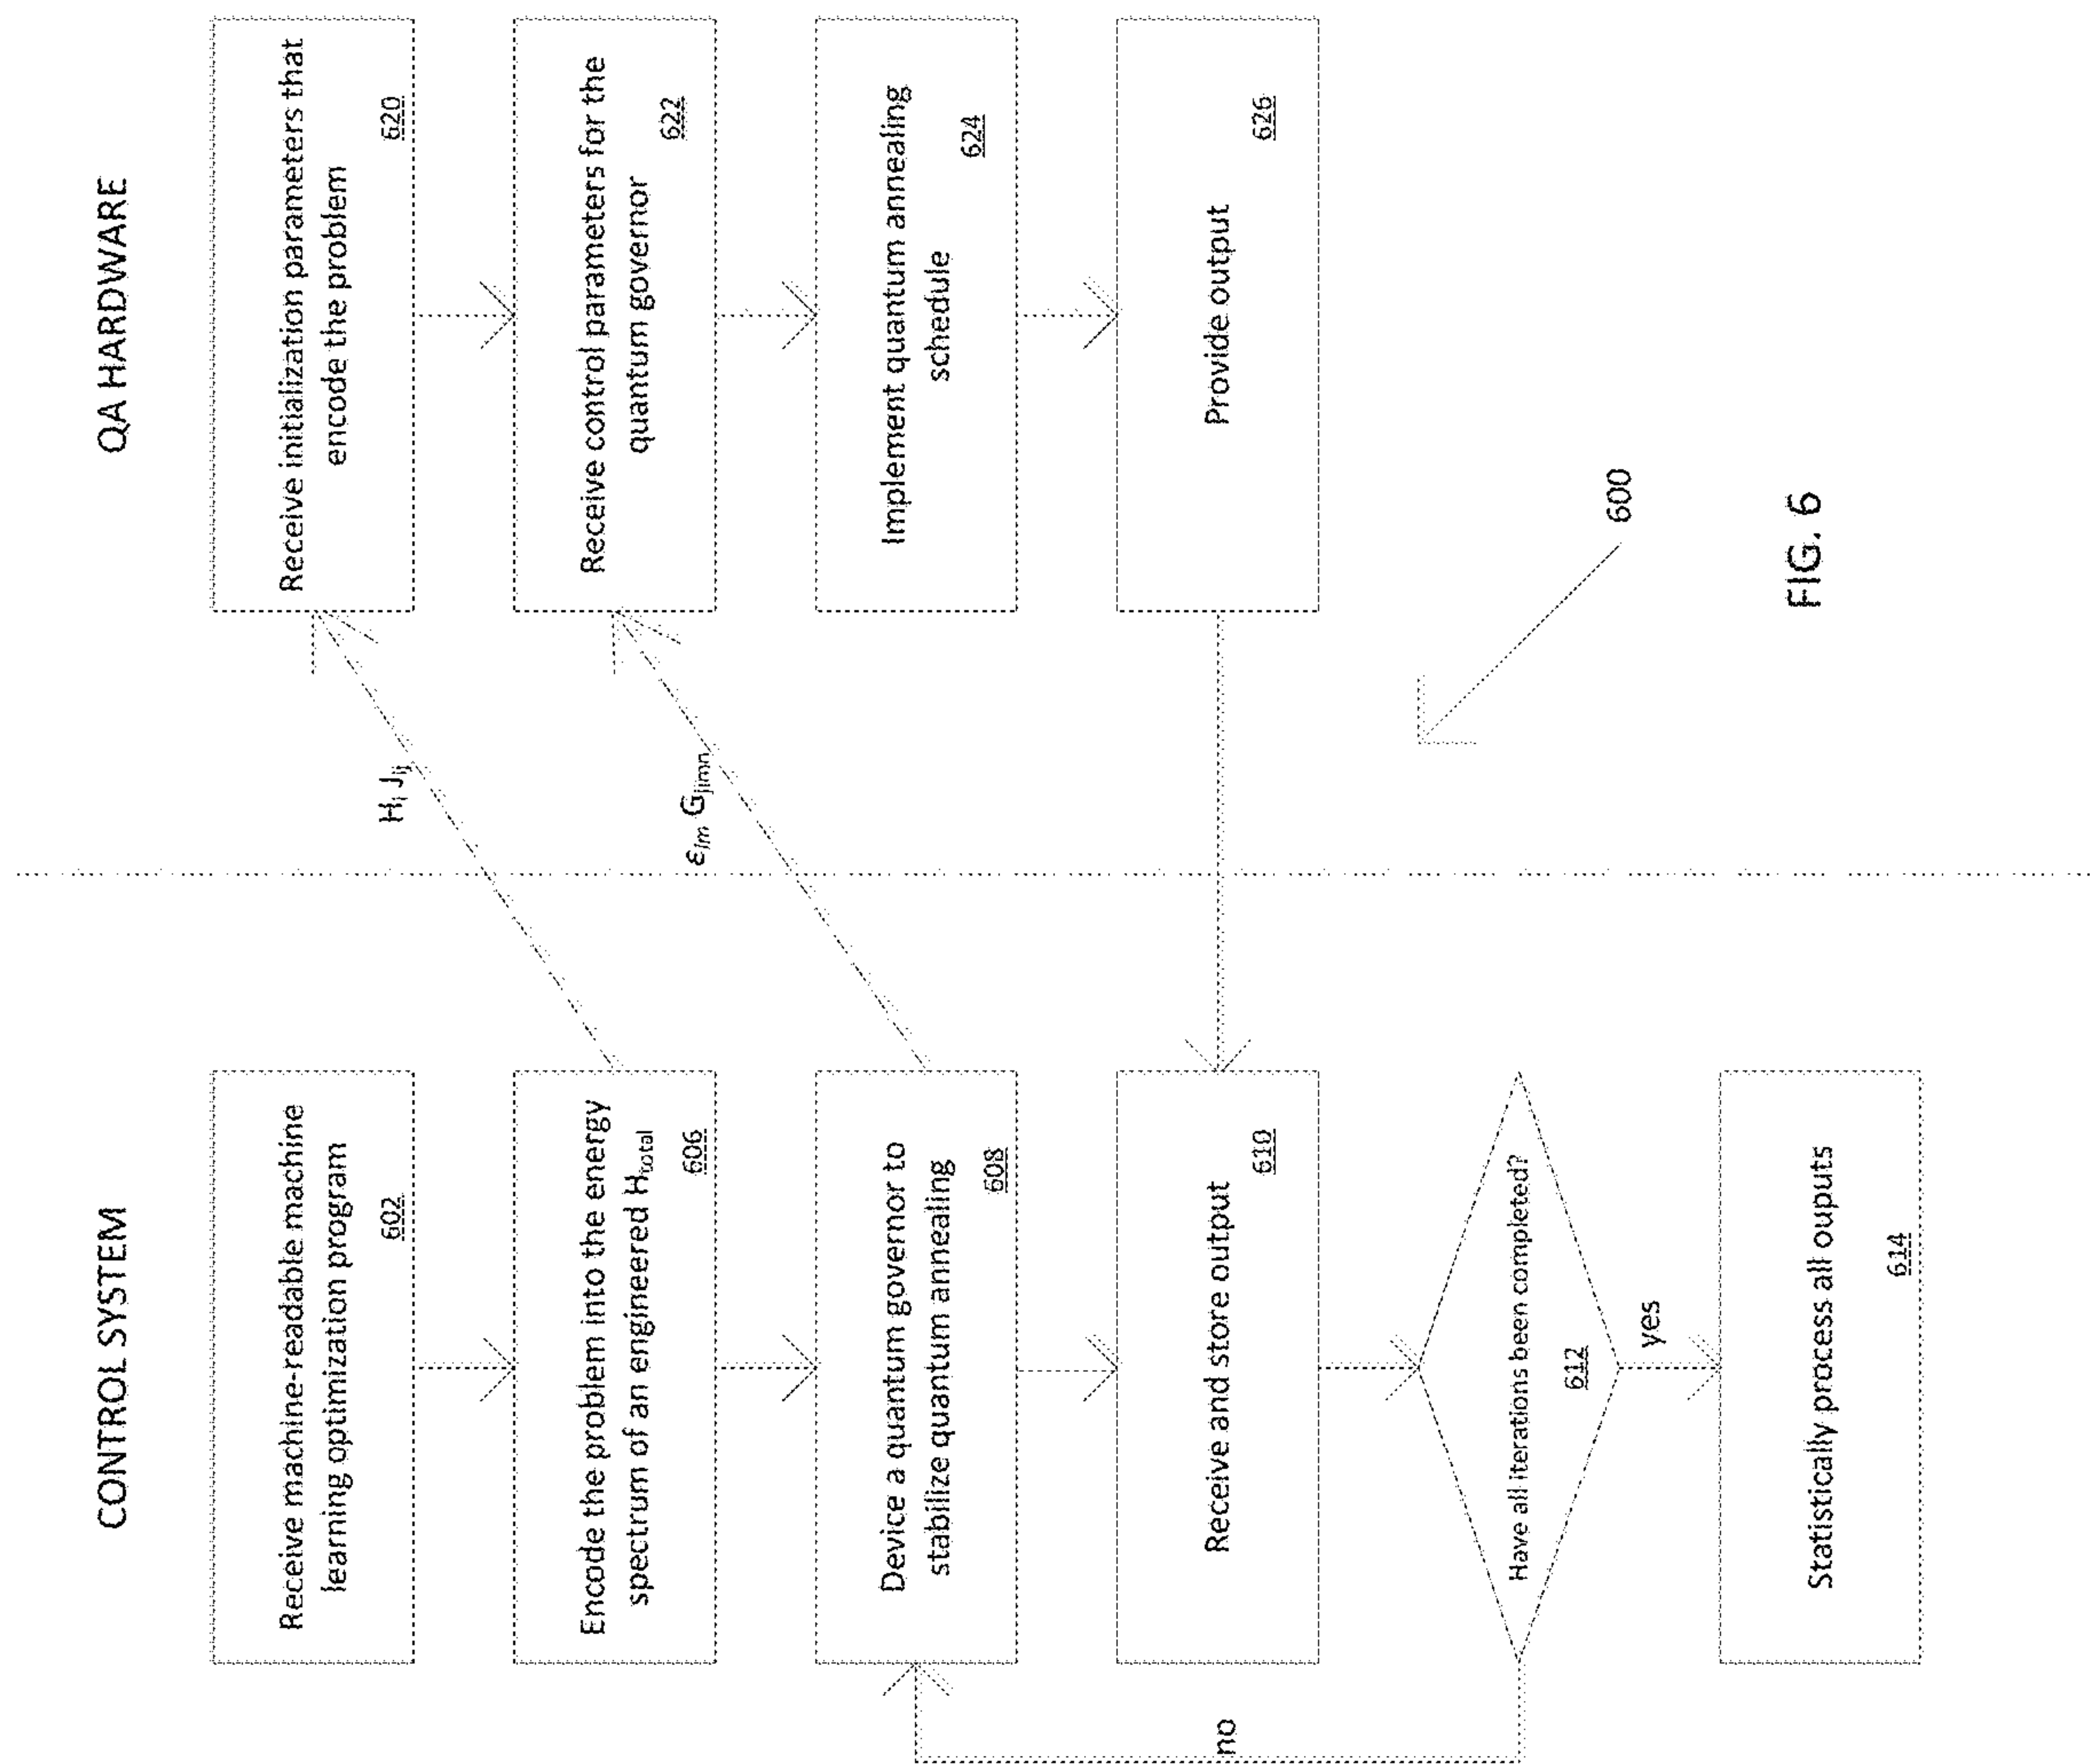 CONTROL SYSTEM
QA HARDWARE
Receive machine-readable machine
learning optimization program
602
Encode the problem into the energy
spectrum of an engineered Htotal
606
Device a quantum governor to
stabilize quantum annealing
608
Receive and store output
610
Have all iterations been completed?
612
yes
no
Statistically process all ouputs
614
Hi Jij
εim Gjimn
Receive initialization parameters that
encode the problem
620
Receive control parameters for the
quantum governor
622
Implement quantum annealing
schedule
624
Provide output
626
600
FIG. 6